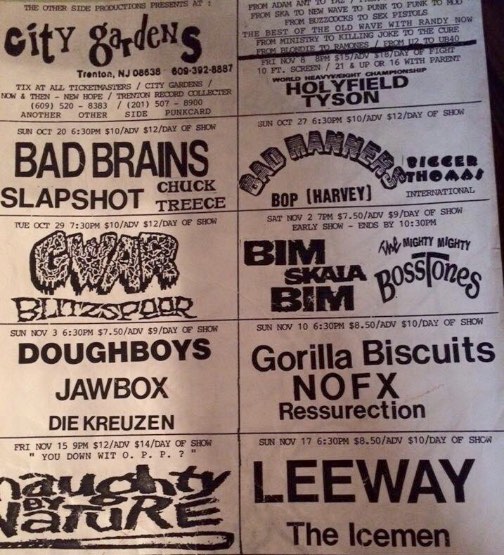 THE OTHER SIDE PRODUCTIONS PRESENTS AT :
City gardens
Trenton, NJ 08638 609-392-8887
TIX AT ALL TICKETMASTERS / CITY GARDENS /
NOW & THEN - NEW HOPE / TRENTON RECORD COLLECTER
(609) 520 - 8383 / (201) 507 - 8900
ANOTHER OTHER SIDE PUNKCARD
FROM ADAM ANT TO YAZ /
FROM SKA TO NEW WAVE TO PUNK TO FUNK TO MOD
FROM BUZZCOCKS TO SEX PISTOLS
THE BEST OF THE OLD WAVE WITH RANDY NOW
FROM MINISTRY TO KILLING JOKE TO THE CURE
FROM BLONDIE TO RAMONES / FROM U2 TO UB40
FRI NOV 8 8PM $15/ADV $18/DAY OF FIGHT
10 FT. SCREEN / 21 & UP OR 16 WITH PARENT
WORLD HEAVYWEIGHT CHAMPIONSHIP
HOLYFIELD
TYSON
SUN OCT 20 6:30PM $10/ADV $12/DAY OF SHOW
BAD BRAINS
SLAPSHOT CHUCK TREECE
SUN OCT 27 6:30PM $10/ADV $12/DAY OF SHOW
BAD MANNERS
BIGGER THOMAS
BOP (HARVEY) INTERNATIONAL
TUE OCT 29 7:30PM $10/ADV $12/DAY OF SHOW
GWAR
BLITZSPEER
SAT NOV 2 7PM $7.50/ADV $9/DAY OF SHOW
EARLY SHOW - ENDS BY 10:30PM
BIM
SKALA
BIM
The MIGHTY MIGHTY
BOSSTONES
SUN NOV 3 6:30PM $7.50/ADV $9/DAY OF SHOW
DOUGHBOYS
JAWBOX
DIE KREUZEN
SUN NOV 10 6:30PM $8.50/ADV $10/DAY OF SHOW
Gorilla Biscuits
NOFX
Ressurection
FRI NOV 15 9PM $12/ADV $14/DAY OF SHOW
" YOU DOWN WIT O. P. P. ? "
naughty
BY
NATURE
SUN NOV 17 6:30PM $8.50/ADV $10/DAY OF SHOW
LEEWAY
The Icemen